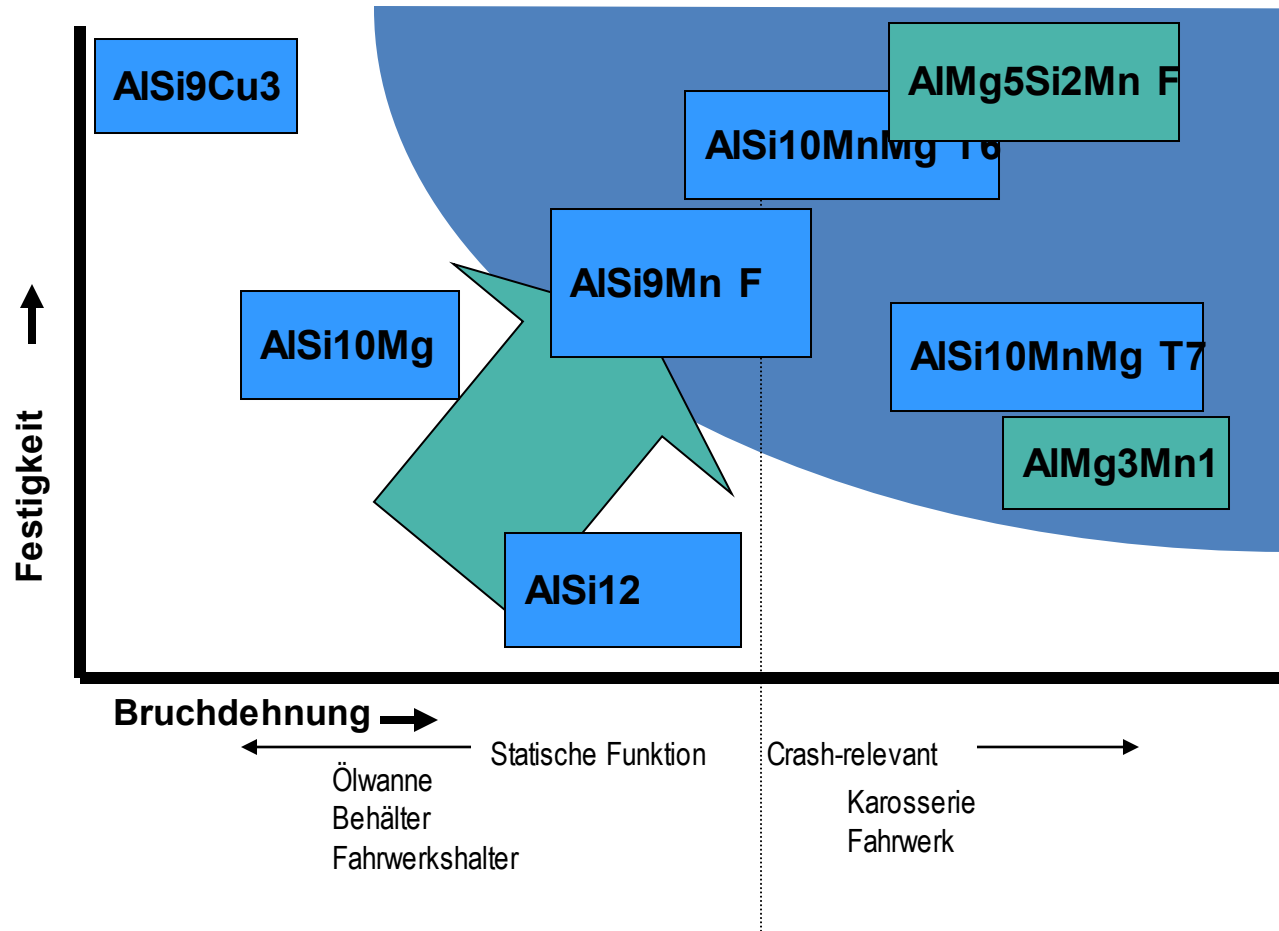 AlSi9Cu3
AlMg5Si2Mn F
AlSi10MnMg T6
AlSi9Mn F
AlSi10Mg
AlSi10MnMg T7
AlMg3Mn1
AlSi12
Festigkeit
Bruchdehnung
Statische Funktion
Crash-relevant
Ölwanne
Behälter
Fahrwerkshalter
Karosserie
Fahrwerk